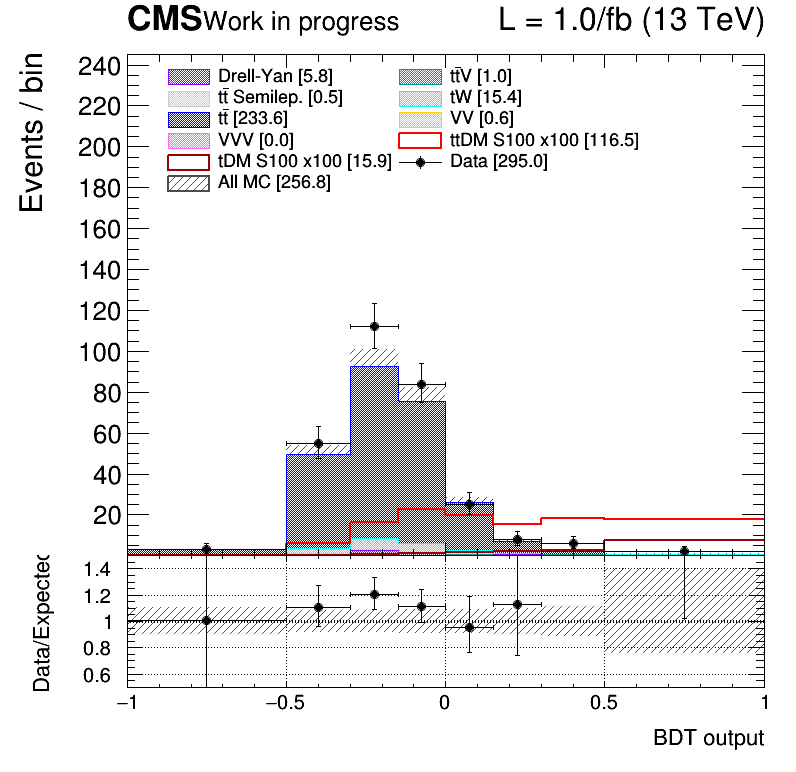 CMS Work in progress L = 1.0/fb (13 TeV)
Events / bin
240
220
200
180
160
140
120
100
80
60
40
20
Drell-Yan [5.8] tt̄V [1.0]
tt̄ Semilep. [0.5] tW [15.4]
tt̄ [233.6] VV [0.6]
VVV [0.0] ttDM S100 x100 [116.5]
tDM S100 x100 [15.9] Data [295.0]
All MC [256.8]
Data/Expected
1.4
1.2
1
0.8
0.6
−1 −0.5 0 0.5 1
BDT output